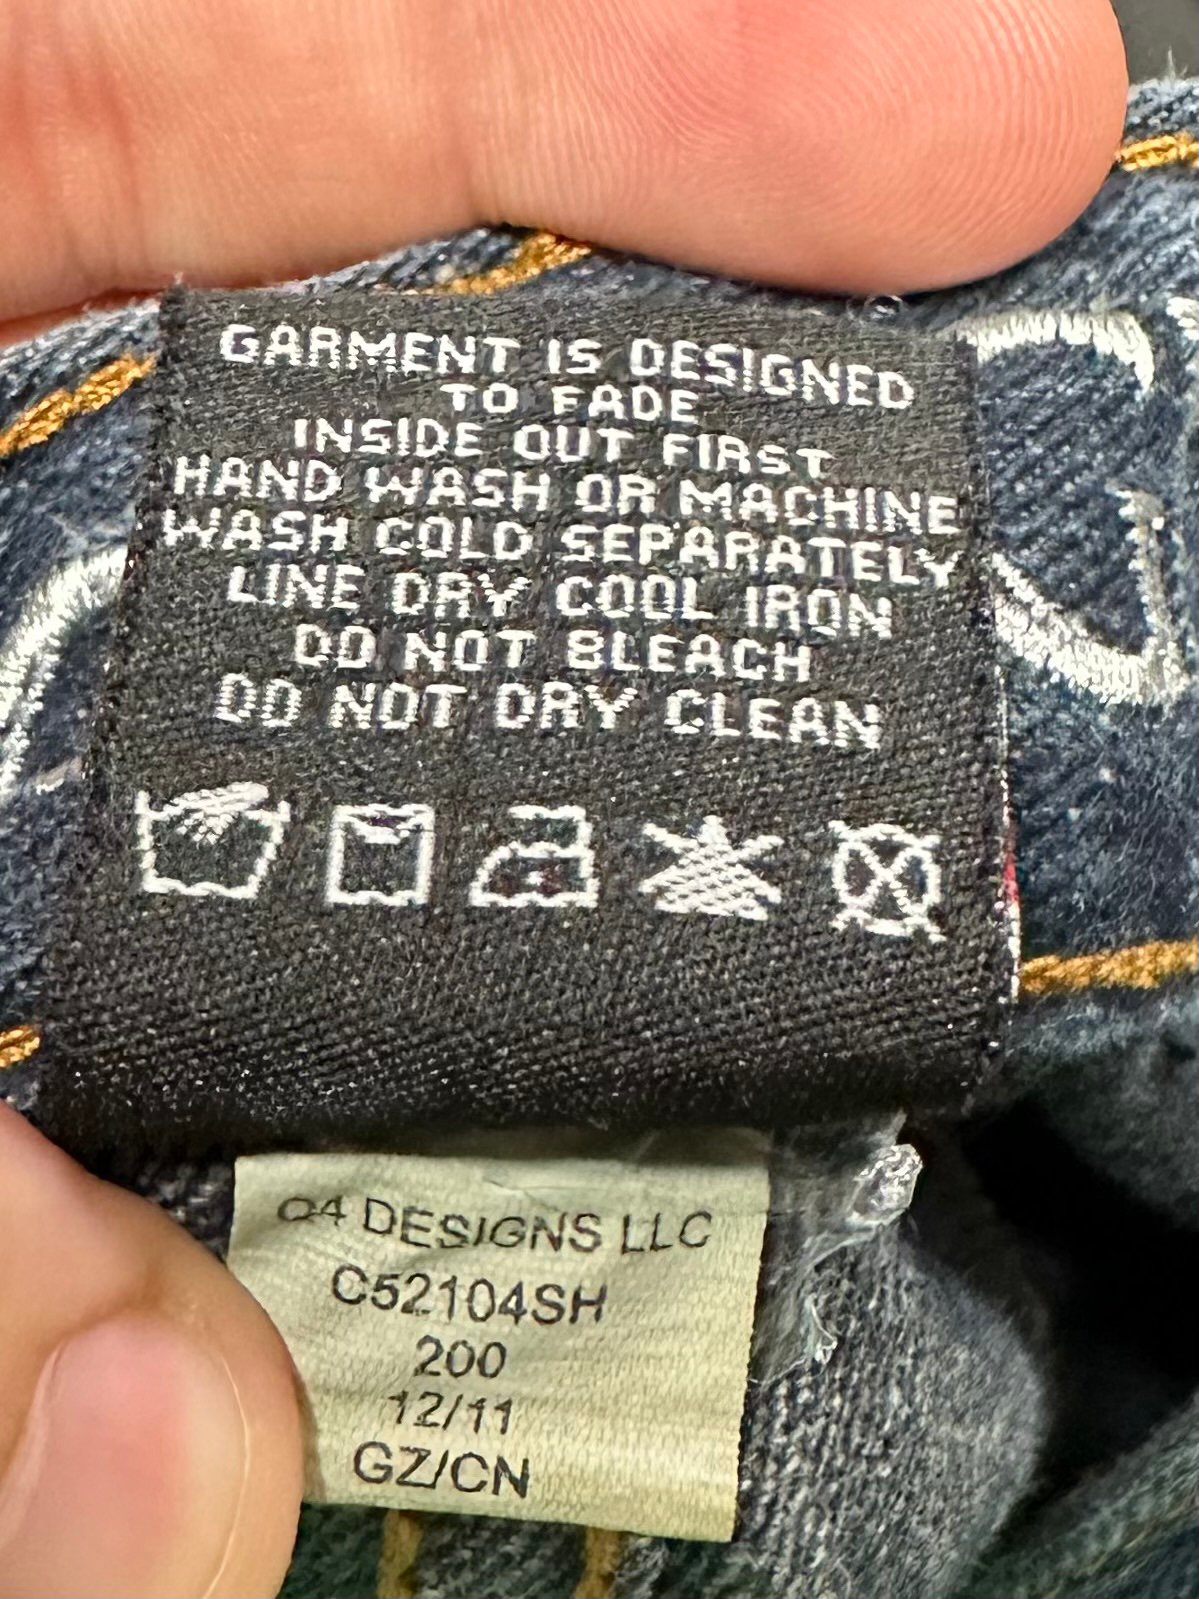 GARMENT IS DESIGNED
TO FADE
INSIDE OUT FIRST
HAND WASH OR MACHINE
WASH COLD SEPARATELY
LINE DRY COOL IRON
DO NOT BLEACH
DO NOT DRY CLEAN
Q4 DESIGNS LLC
C52104SH
200
12/11
GZ/CN